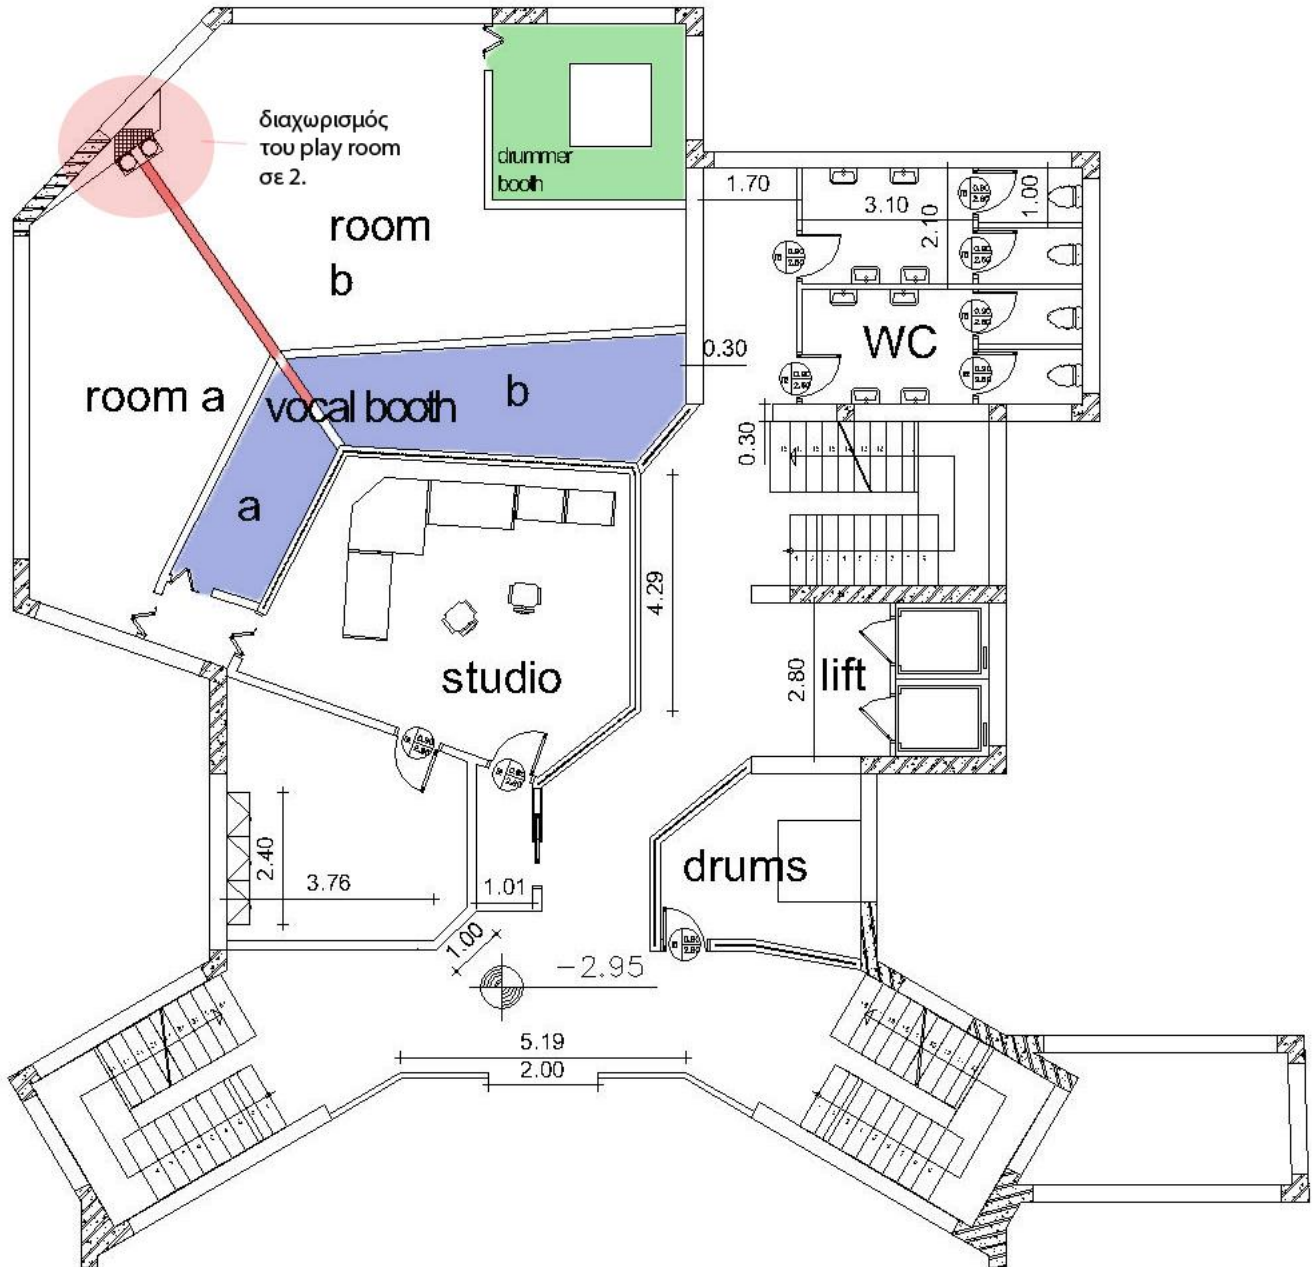 διαχωρισμός
του play room
σε 2.
drummer
booth
1.70
3.10
2.10
1.00
room
b
WC
0.30
room a
vocal booth
b
a
0.30
4.29
studio
2.80
lift
2.40
3.76
1.01
drums
1.00
-2.95
5.19
2.00